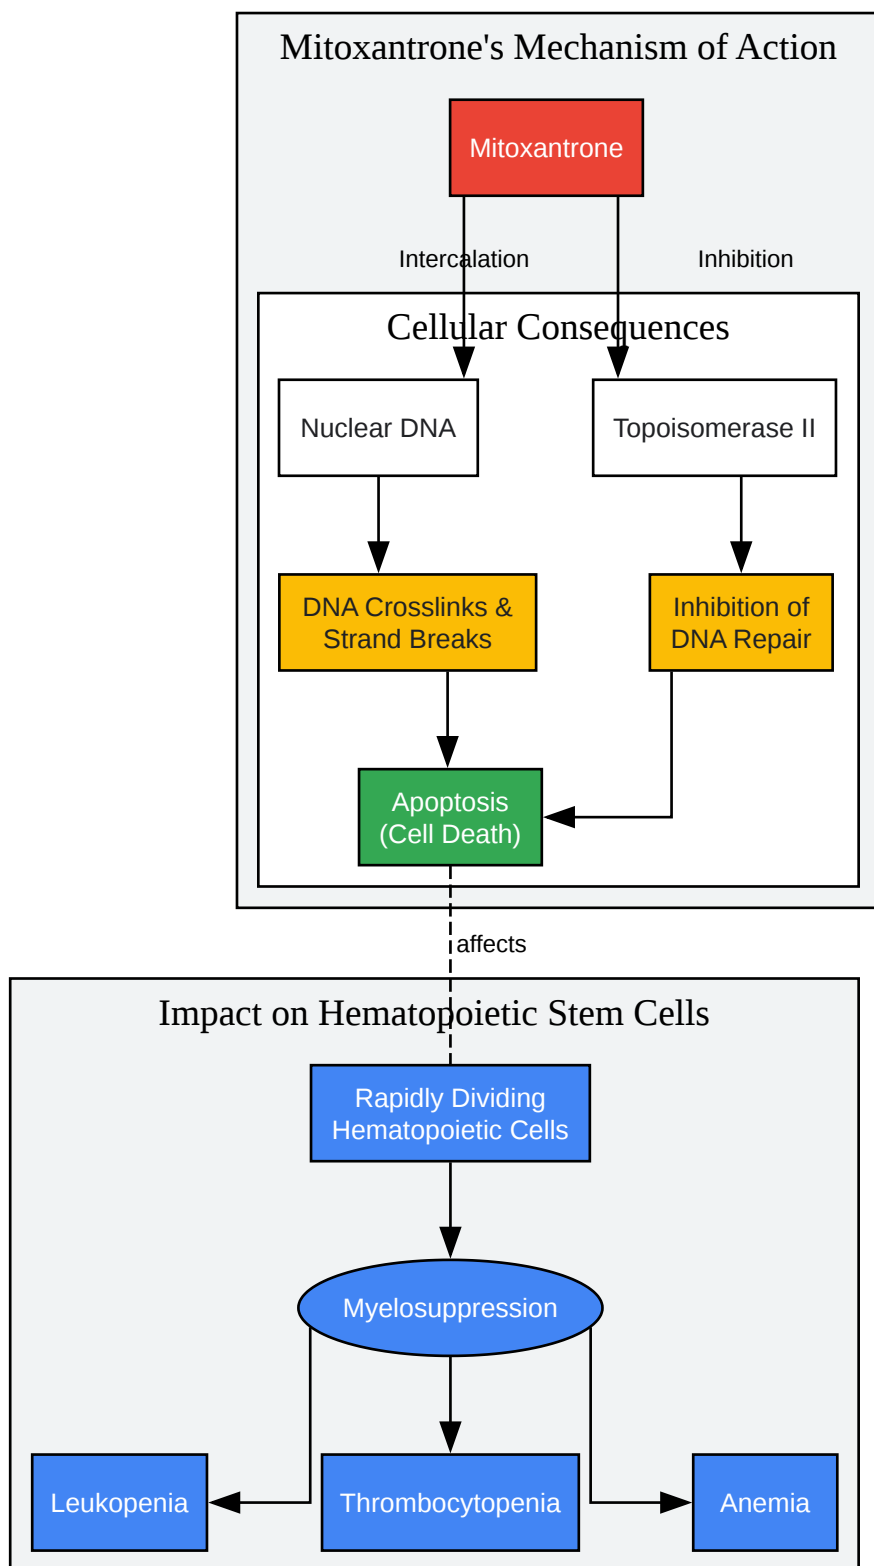 Mitoxantrone's Mechanism of Action
Mitoxantrone
Intercalation
Inhibition
Cellular Consequences
Nuclear DNA
Topoisomerase II
DNA Crosslinks &
Strand Breaks
Inhibition of
DNA Repair
Apoptosis
(Cell Death)
affects
Impact on Hematopoietic Stem Cells
Rapidly Dividing
Hematopoietic Cells
Myelosuppression
Leukopenia
Thrombocytopenia
Anemia